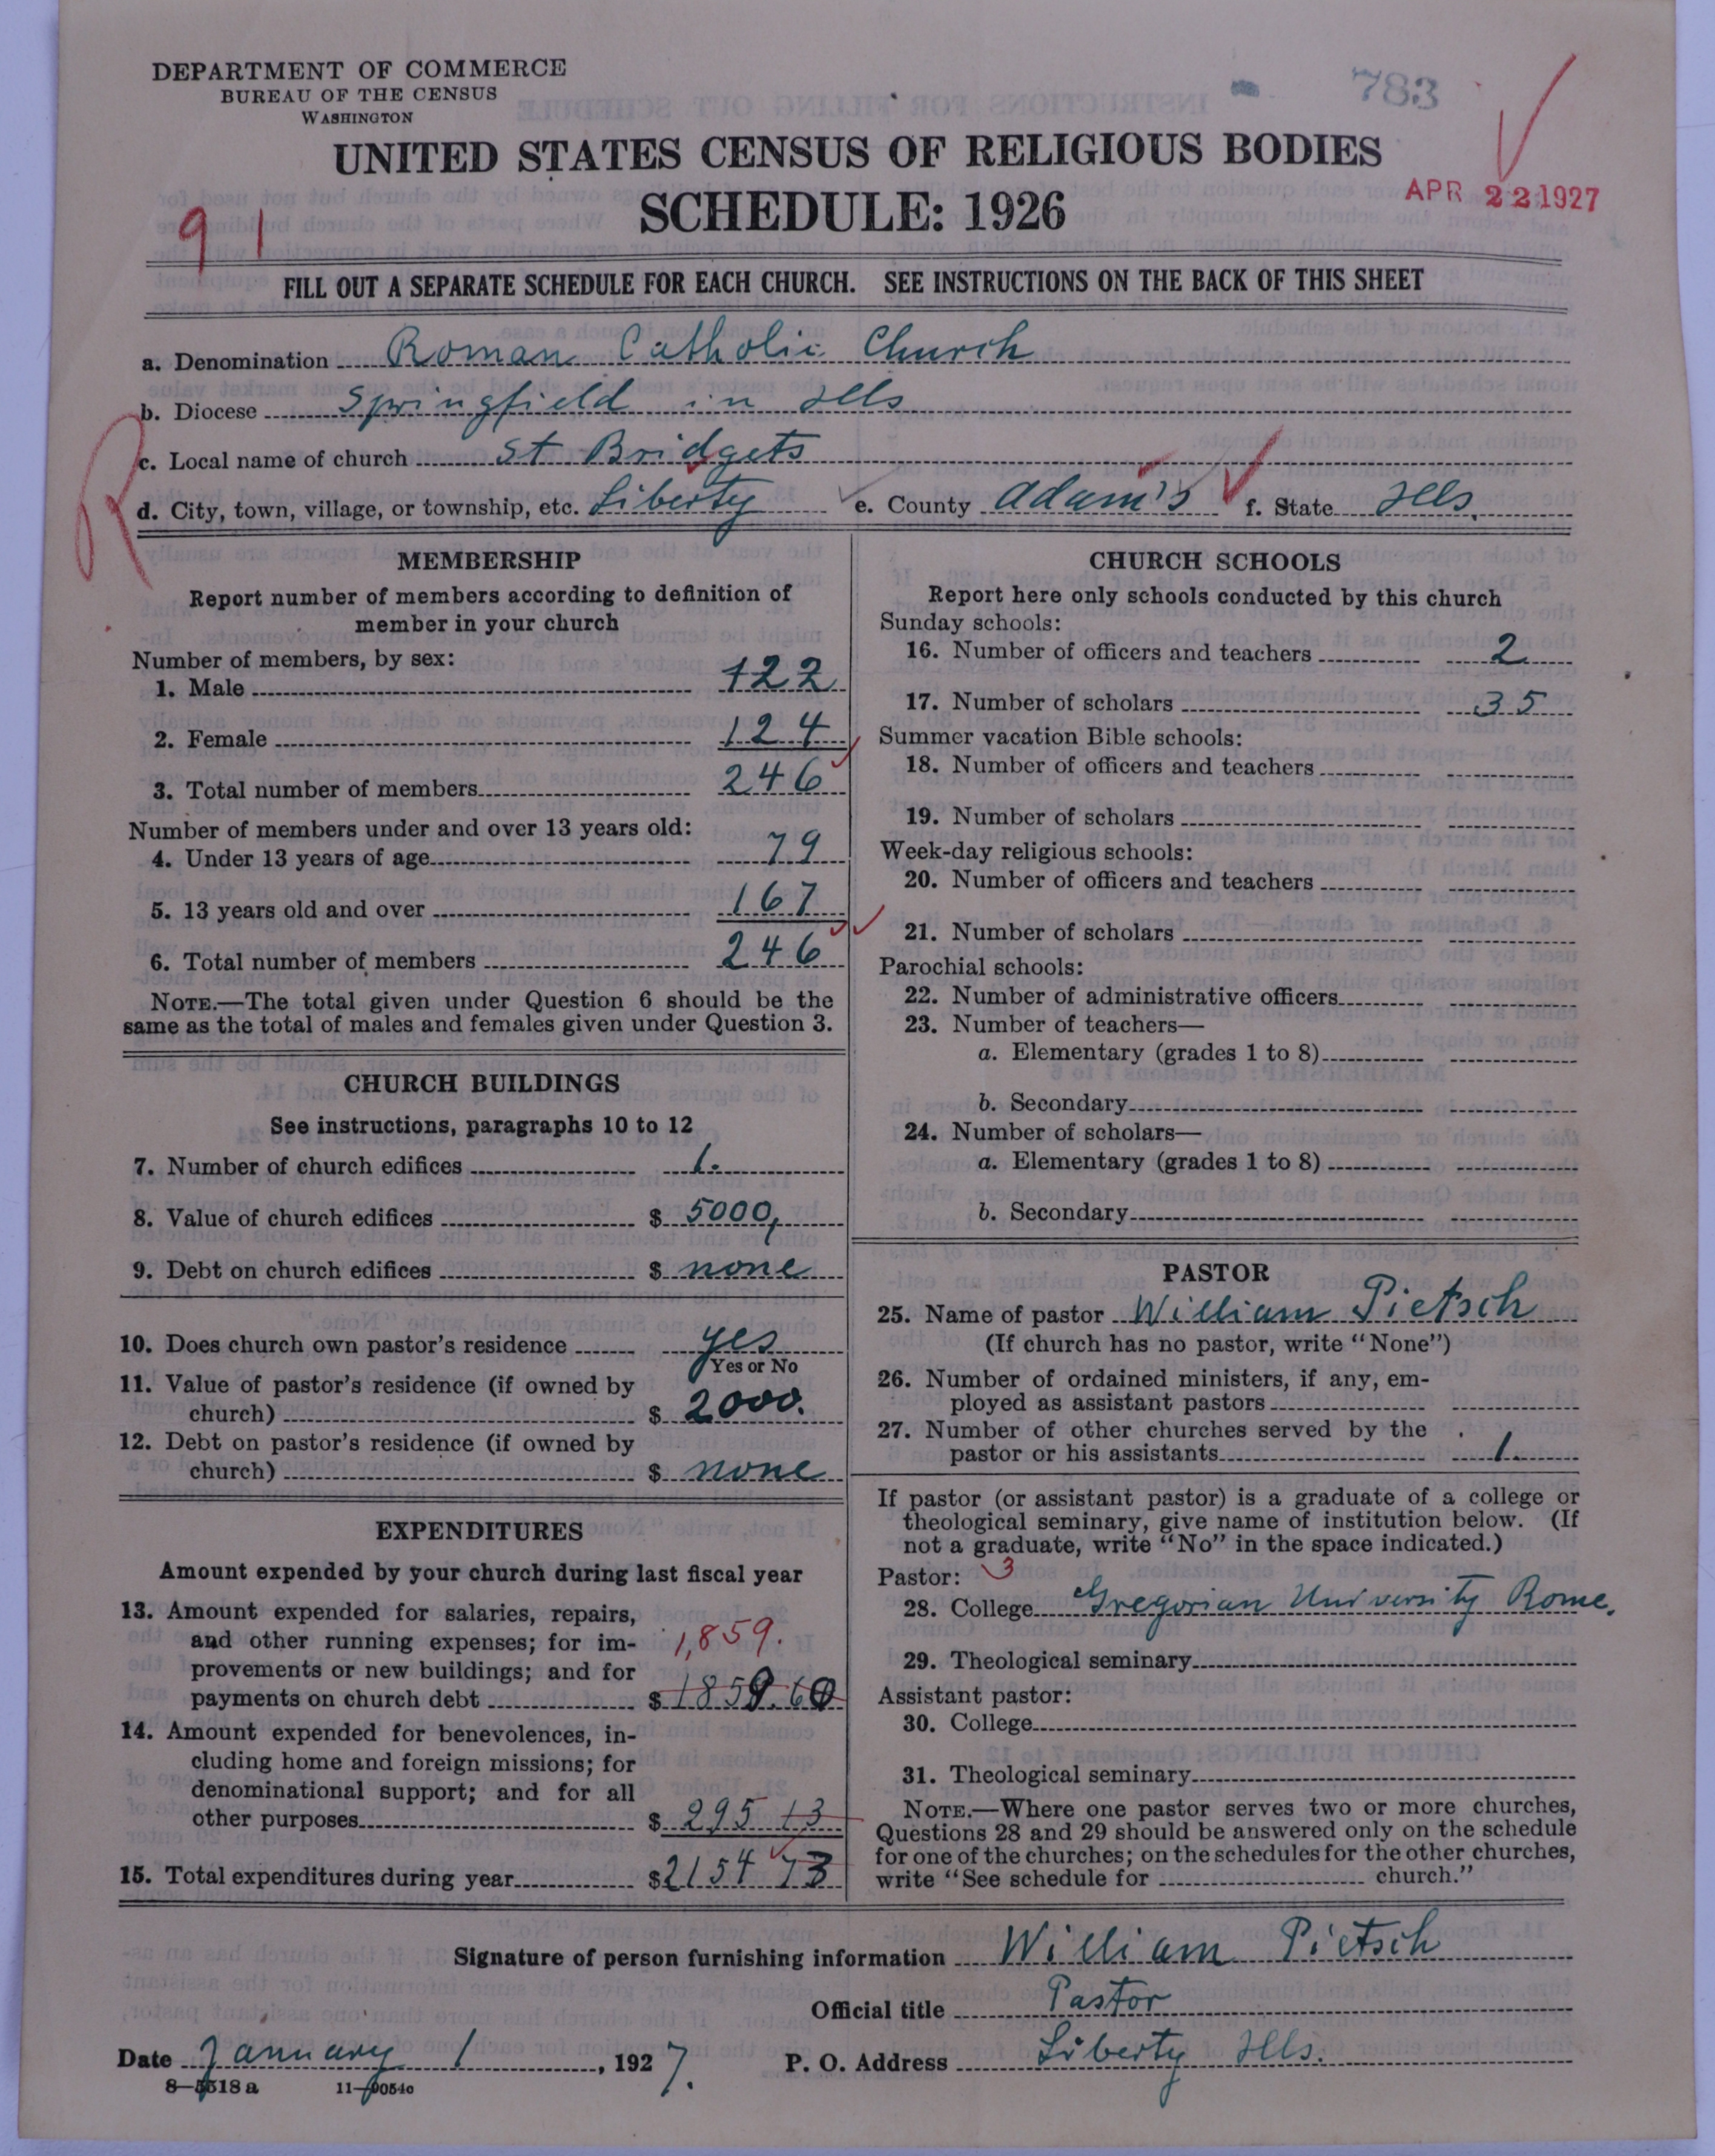 DEPARTMENT OF COMMERCE
BUREAU OF THE CENSUS
WASHINGTON
783
UNITED STATES CENSUS OF RELIGIOUS BODIES
SCHEDULE: 1926
APR 22 1927
91
FILL OUT A SEPARATE SCHEDULE FOR EACH CHURCH. SEE INSTRUCTIONS ON THE BACK OF THIS SHEET
a. Denomination Roman Catholic Church
b. Diocese Springfield in Ills
c. Local name of church St Bridgets
d. City, town, village, or township, etc. Liberty e. County Adam's f. State Ills.
R
MEMBERSHIP
Report number of members according to definition of
member in your church
Number of members, by sex:
1. Male 122
2. Female 124
3. Total number of members 246
Number of members under and over 13 years old:
4. Under 13 years of age 79
5. 13 years old and over 167
6. Total number of members 246
NOTE.—The total given under Question 6 should be the
same as the total of males and females given under Question 3.
CHURCH BUILDINGS
See instructions, paragraphs 10 to 12
7. Number of church edifices 1.
8. Value of church edifices $ 5000,
9. Debt on church edifices $ none
10. Does church own pastor's residence yes
Yes or No
11. Value of pastor's residence (if owned by
church) $ 2000.
12. Debt on pastor's residence (if owned by
church) $ none
EXPENDITURES
Amount expended by your church during last fiscal year
13. Amount expended for salaries, repairs,
and other running expenses; for im- 1,859.
provements or new buildings; and for
payments on church debt $ 1859.60
14. Amount expended for benevolences, in-
cluding home and foreign missions; for
denominational support; and for all
other purposes $ 295 13
15. Total expenditures during year $ 2154 73
CHURCH SCHOOLS
Report here only schools conducted by this church
Sunday schools:
16. Number of officers and teachers 2
17. Number of scholars 35
Summer vacation Bible schools:
18. Number of officers and teachers
19. Number of scholars
Week-day religious schools:
20. Number of officers and teachers
21. Number of scholars
Parochial schools:
22. Number of administrative officers
23. Number of teachers—
a. Elementary (grades 1 to 8)
b. Secondary
24. Number of scholars—
a. Elementary (grades 1 to 8)
b. Secondary
PASTOR
25. Name of pastor William Pietsch
(If church has no pastor, write "None")
26. Number of ordained ministers, if any, em-
ployed as assistant pastors
27. Number of other churches served by the
pastor or his assistants 1.
If pastor (or assistant pastor) is a graduate of a college or
theological seminary, give name of institution below. (If
not a graduate, write "No" in the space indicated.)
Pastor: 3
28. College Gregorian University Rome.
29. Theological seminary
Assistant pastor:
30. College
31. Theological seminary
NOTE.—Where one pastor serves two or more churches,
Questions 28 and 29 should be answered only on the schedule
for one of the churches; on the schedules for the other churches,
write "See schedule for church."
Signature of person furnishing information William Pietsch
Official title Pastor
Date January 1, 1927. P. O. Address Liberty Ills.
8—5518 a 11—9054c